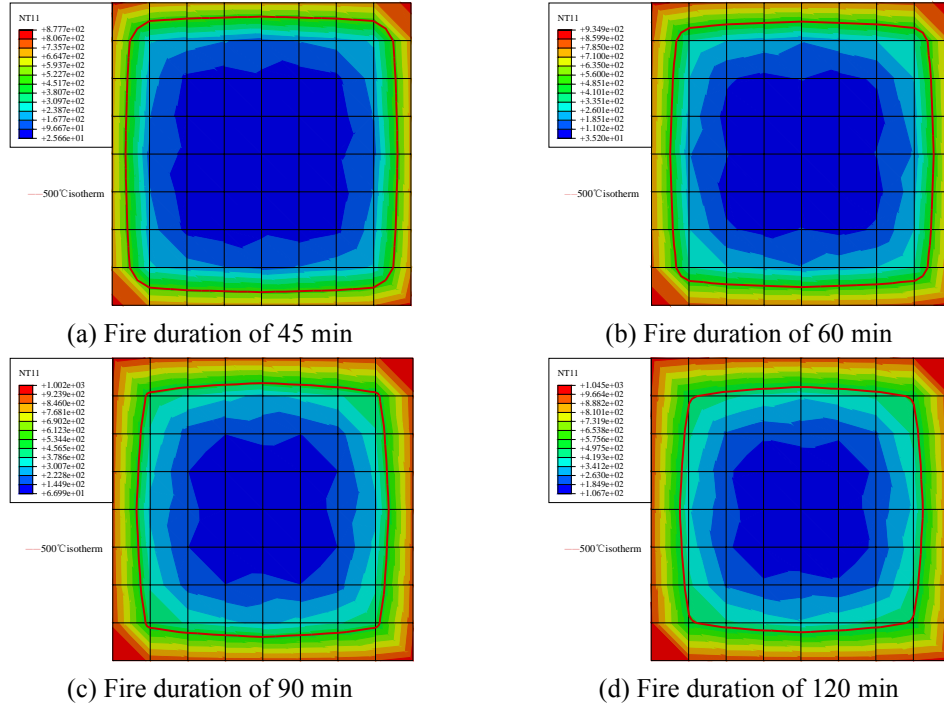 NT11
+8.777e+02
+8.067e+02
+7.357e+02
+6.647e+02
+5.937e+02
+5.227e+02
+4.517e+02
+3.807e+02
+3.097e+02
+2.387e+02
+1.677e+02
+9.667e+01
+2.566e+01
500℃isotherm
(a) Fire duration of 45 min
NT11
+9.349e+02
+8.599e+02
+7.850e+02
+7.100e+02
+6.350e+02
+5.600e+02
+4.851e+02
+4.101e+02
+3.351e+02
+2.601e+02
+1.851e+02
+1.102e+02
+3.520e+01
500℃isotherm
(b) Fire duration of 60 min
NT11
+1.002e+03
+9.239e+02
+8.460e+02
+7.681e+02
+6.902e+02
+6.123e+02
+5.344e+02
+4.565e+02
+3.786e+02
+3.007e+02
+2.228e+02
+1.449e+02
+6.699e+01
500℃isotherm
(c) Fire duration of 90 min
NT11
+1.045e+03
+9.664e+02
+8.882e+02
+8.101e+02
+7.319e+02
+6.538e+02
+5.756e+02
+4.975e+02
+4.193e+02
+3.412e+02
+2.630e+02
+1.849e+02
+1.067e+02
500℃isotherm
(d) Fire duration of 120 min